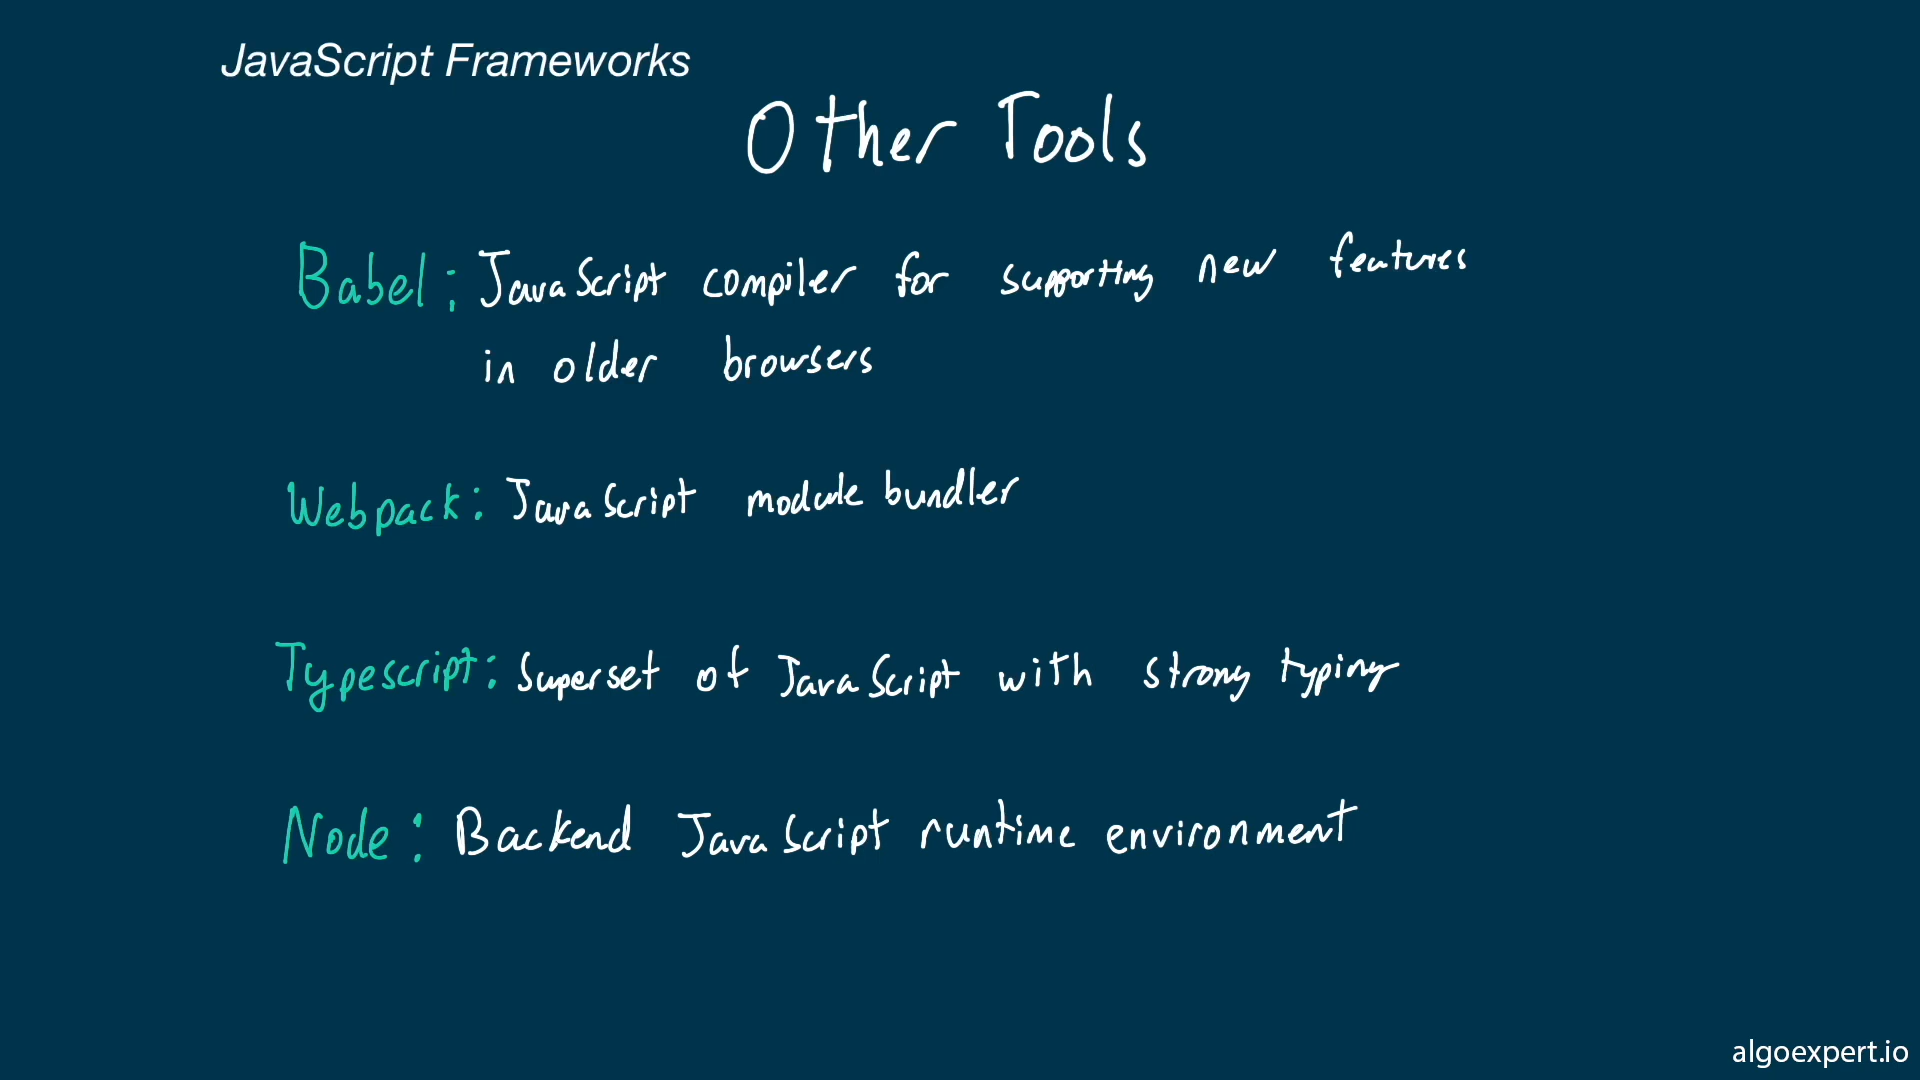 JavaScript Frameworks
Other Tools
Babel: JavaScript compiler for supporting new features
in older browsers
Webpack: JavaScript module bundler
Typescript: Superset of JavaScript with strong typing
Node: Backend JavaScript runtime environment
algoexpert.io